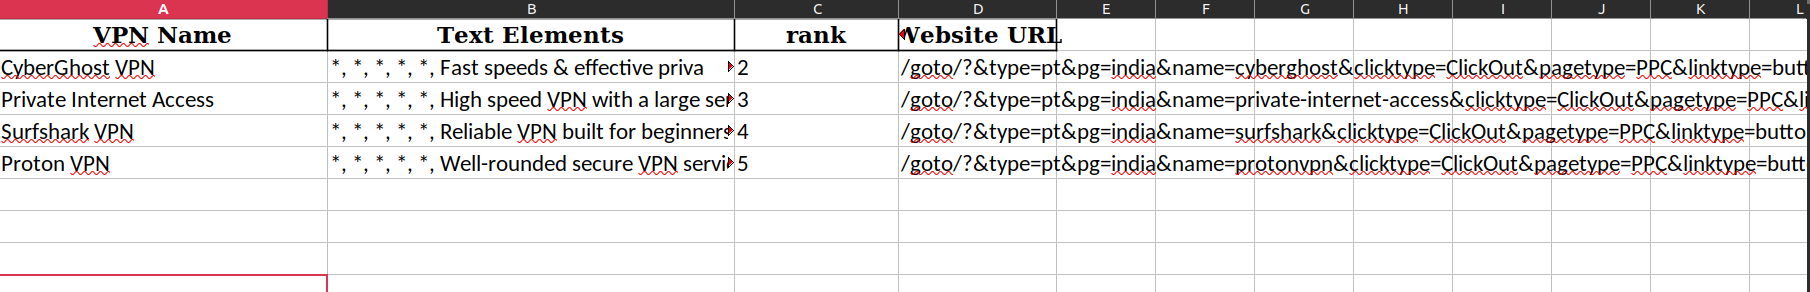 A B C D E F G H I J K L
VPN Name Text Elements rank Website URL
CyberGhost VPN *, *, *, *, *, Fast speeds & effective priva 2 /goto/?&type=pt&pg=india&name=cyberghost&clicktype=ClickOut&pagetype=PPC&linktype=butt
Private Internet Access *, *, *, *, *, High speed VPN with a large ser 3 /goto/?&type=pt&pg=india&name=private-internet-access&clicktype=ClickOut&pagetype=PPC&li
Surfshark VPN *, *, *, *, *, Reliable VPN built for beginners 4 /goto/?&type=pt&pg=india&name=surfshark&clicktype=ClickOut&pagetype=PPC&linktype=butto
Proton VPN *, *, *, *, *, Well-rounded secure VPN servi 5 /goto/?&type=pt&pg=india&name=protonvpn&clicktype=ClickOut&pagetype=PPC&linktype=butt